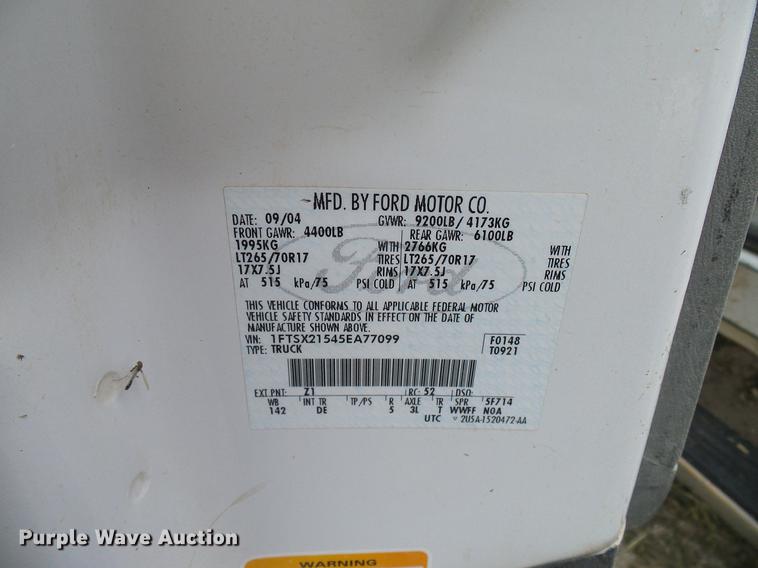 MFD. BY FORD MOTOR CO.
DATE: 09/04 GVWR: 9200LB / 4173KG
FRONT GAWR: 4400LB REAR GAWR: 6100LB
1995KG WITH 2766KG WITH
LT265/70R17 TIRES LT265/70R17 TIRES
17X7.5J RIMS 17X7.5J RIMS
AT 515 kPa/75 PSI COLD AT 515 kPa/75 PSI COLD
Ford
THIS VEHICLE CONFORMS TO ALL APPLICABLE FEDERAL MOTOR
VEHICLE SAFETY STANDARDS IN EFFECT ON THE DATE OF
MANUFACTURE SHOWN ABOVE.
VIN: 1FTSX21545EA77099 F0148
TYPE: TRUCK T0921
EXT PNT: Z1 RC: 52 DSO:
WB INT TR TP/PS R AXLE TR SPR 5F714
142 DE 5 3L T WWFF N0A
UTC 2U5A-1520472-AA
Purple Wave Auction
WARNING